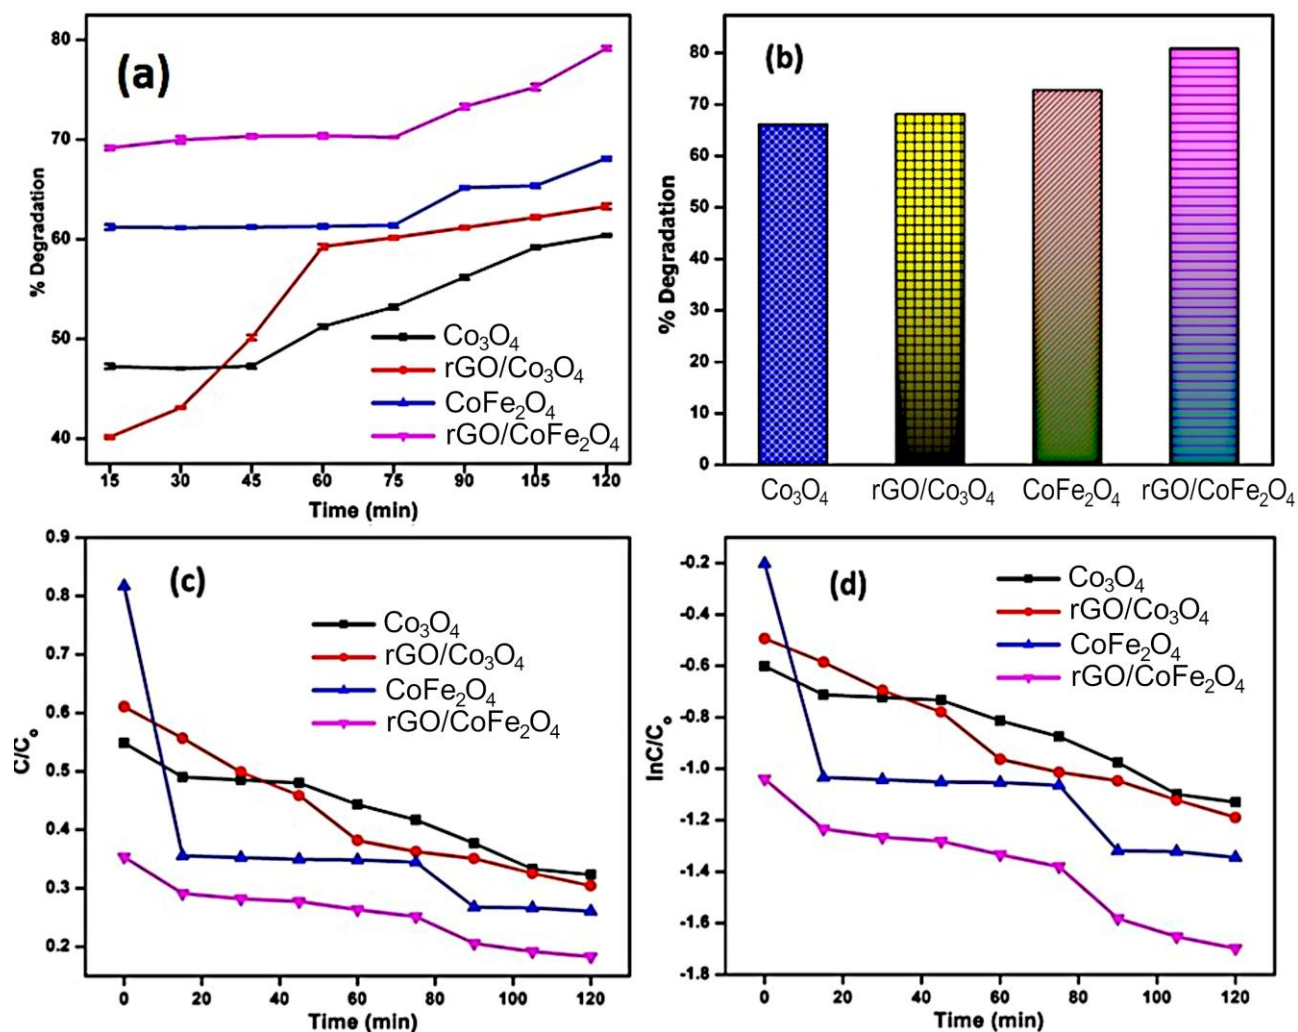 (a)
% Degradation
80
70
60
50
40
Co₃O₄
rGO/Co₃O₄
CoFe₂O₄
rGO/CoFe₂O₄
15 30 45 60 75 90 105 120
Time (min)
(b)
% Degradation
80
70
60
50
40
30
20
10
0
Co₃O₄ rGO/Co₃O₄ CoFe₂O₄ rGO/CoFe₂O₄
(c)
C/Cₒ
0.9
0.8
0.7
0.6
0.5
0.4
0.3
0.2
Co₃O₄
rGO/Co₃O₄
CoFe₂O₄
rGO/CoFe₂O₄
0 20 40 60 80 100 120
Time (min)
(d)
lnC/Cₒ
-0.2
-0.4
-0.6
-0.8
-1.0
-1.2
-1.4
-1.6
-1.8
Co₃O₄
rGO/Co₃O₄
CoFe₂O₄
rGO/CoFe₂O₄
0 20 40 60 80 100 120
Time (min)